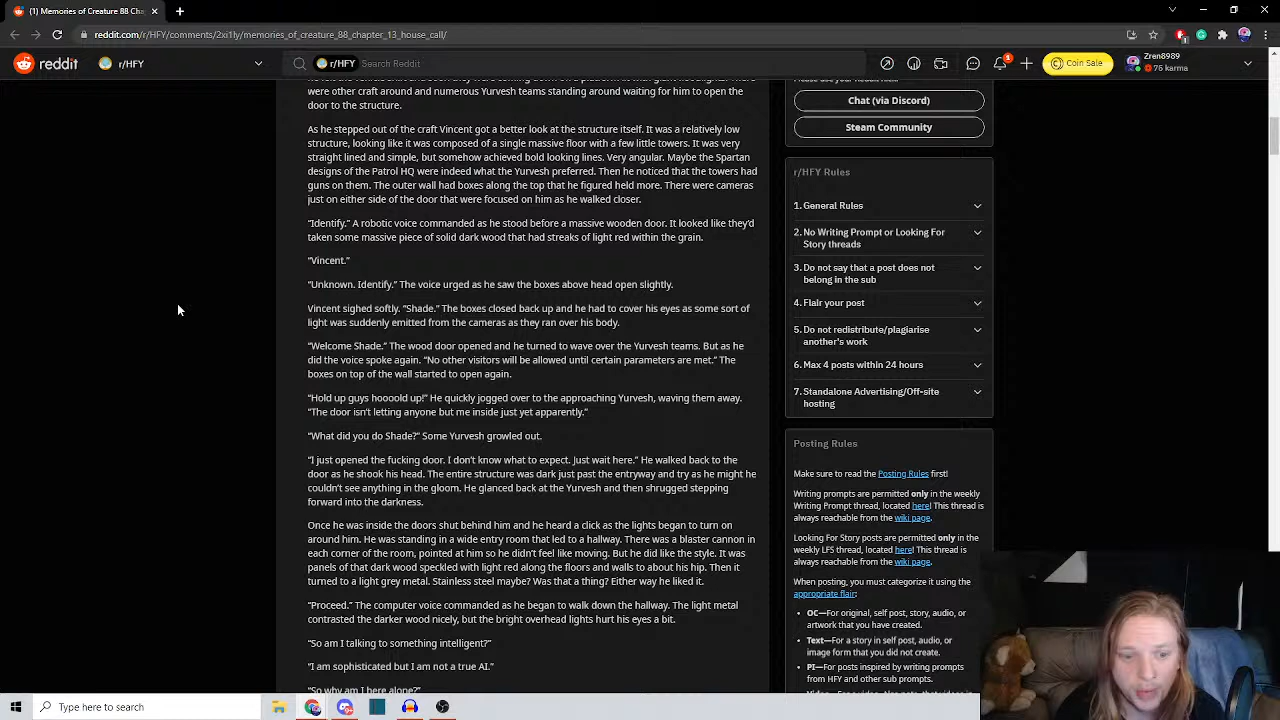 (1) Memories of Creature 88 Chap
reddit.com/r/HFY/comments/2xi1ly/memories_of_creature_88_chapter_13_house_call/
reddit
r/HFY
r/HFY
Search Reddit
1
Coin Sale
Zren8989
75 karma
were other craft around and numerous Yurvesh teams standing around waiting for him to open the
door to the structure.
As he stepped out of the craft Vincent got a better look at the structure itself. It was a relatively low
structure, looking like it was composed of a single massive floor with a few little towers. It was very
straight lined and simple, but somehow achieved bold looking lines. Very angular. Maybe the Spartan
designs of the Patrol HQ were indeed what the Yurvesh preferred. Then he noticed that the towers had
guns on them. The outer wall had boxes along the top that he figured held more. There were cameras
just on either side of the door that were focused on him as he walked closer.
“Identify.” A robotic voice commanded as he stood before a massive wooden door. It looked like they’d
taken some massive piece of solid dark wood that had streaks of light red within the grain.
“Vincent.”
“Unknown. Identify.” The voice urged as he saw the boxes above head open slightly.
Vincent sighed softly. “Shade.” The boxes closed back up and he had to cover his eyes as some sort of
light was suddenly emitted from the cameras as they ran over his body.
“Welcome Shade.” The wood door opened and he turned to wave over the Yurvesh teams. But as he
did the voice spoke again. “No other visitors will be allowed until certain parameters are met.” The
boxes on top of the wall started to open again.
“Hold up guys hoooold up!” He quickly jogged over to the approaching Yurvesh, waving them away.
“The door isn’t letting anyone but me inside just yet apparently.”
“What did you do Shade?” Some Yurvesh growled out.
“I just opened the fucking door. I don’t know what to expect. Just wait here.” He walked back to the
door as he shook his head. The entire structure was dark just past the entryway and try as he might he
couldn’t see anything in the gloom. He glanced back at the Yurvesh and then shrugged stepping
forward into the darkness.
Once he was inside the doors shut behind him and he heard a click as the lights began to turn on
around him. He was standing in a wide entry room that led to a hallway. There was a blaster cannon in
each corner of the room, pointed at him so he didn’t feel like moving. But he did like the style. It was
panels of that dark wood speckled with light red along the floors and walls to about his hip. Then it
turned to a light grey metal. Stainless steel maybe? Was that a thing? Either way he liked it.
“Proceed.” The computer voice commanded as he began to walk down the hallway. The light metal
contrasted the darker wood nicely, but the bright overhead lights hurt his eyes a bit.
“So am I talking to something intelligent?”
“I am sophisticated but I am not a true AI.”
“So why am I here alone?”
Chat (via Discord)
Steam Community
r/HFY Rules
1. General Rules
2. No Writing Prompt or Looking For
Story threads
3. Do not say that a post does not
belong in the sub
4. Flair your post
5. Do not redistribute/plagiarise
another's work
6. Max 4 posts within 24 hours
7. Standalone Advertising/Off-site
hosting
Posting Rules
Make sure to read the Posting Rules first!
Writing prompts are permitted only in the weekly
Writing Prompt thread, located here! This thread is
always reachable from the wiki page.
Looking For Story posts are permitted only in the
weekly LFS thread, located here! This thread is
always reachable from the wiki page.
When posting, you must categorize it using the
appropriate flair:
OC—For original, self post, story, audio, or
artwork that you have created.
Text—For a story in self post, audio, or
image form that you did not create.
PI—For posts inspired by writing prompts
from HFY and other sub prompts.
Type here to search